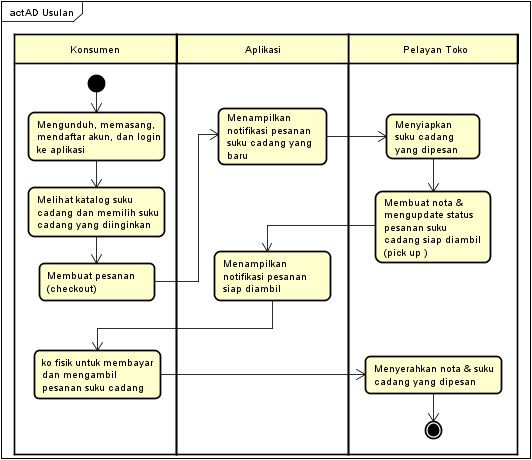 actAD Usulan
Konsumen
Aplikasi
Pelayan Toko
Mengunduh, memasang,
mendaftar akun, dan login
ke aplikasi
Melihat katalog suku
cadang dan memilih suku
cadang yang diinginkan
Membuat pesanan
(checkout)
Menampilkan
notifikasi pesanan
suku cadang yang
baru
Menyiapkan
suku cadang
yang dipesan
Membuat nota &
mengupdate status
pesanan suku
cadang siap diambil
(pick up )
Menampilkan
notifikasi pesanan
siap diambil
ko fisik untuk membayar
dan mengambil
pesanan suku cadang
Menyerahkan nota & suku
cadang yang dipesan